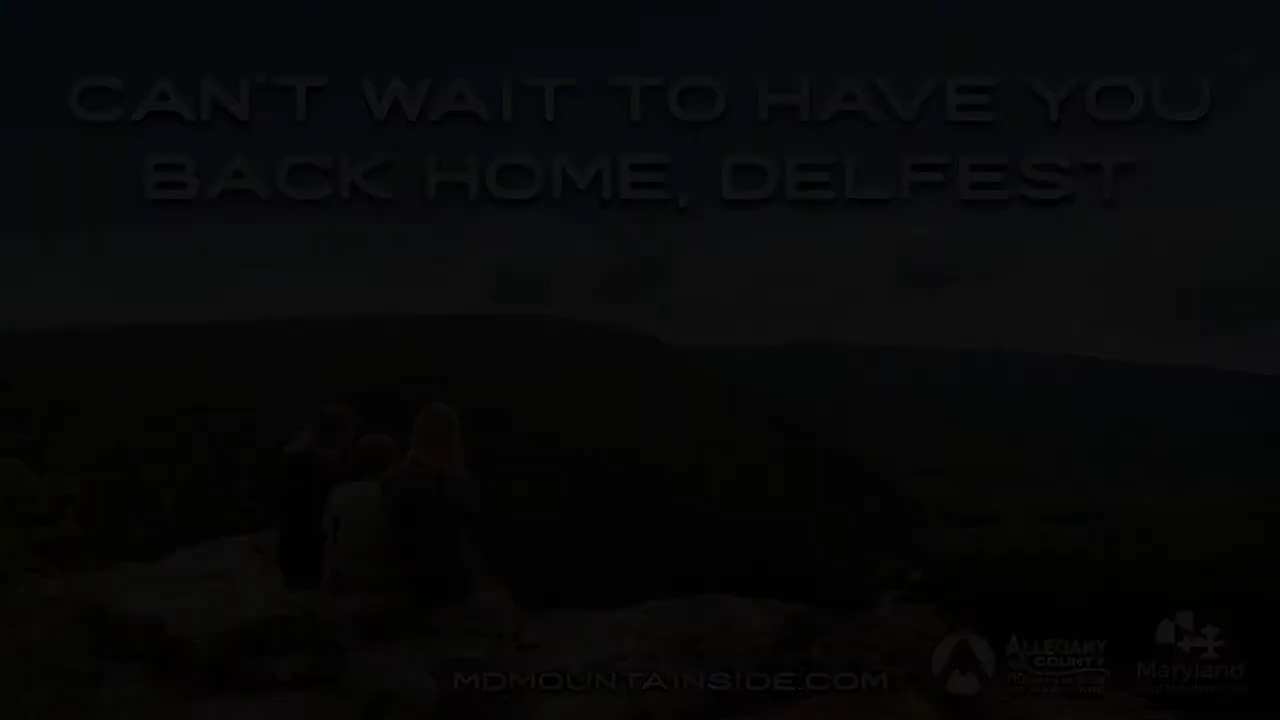 CAN'T WAIT TO HAVE YOU
BACK HOME, DELFEST
MDMOUNTAINSIDE.COM
ALLEGANY
COUNTY
Maryland